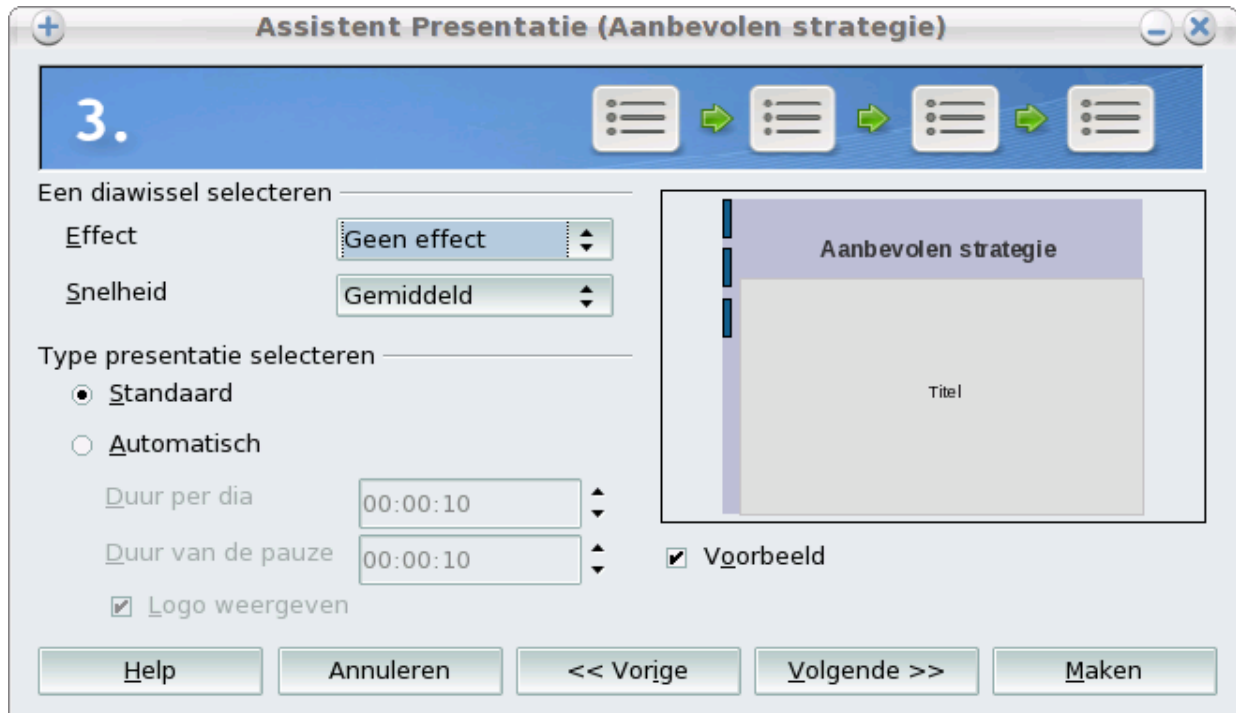 Assistent Presentatie (Aanbevolen strategie)
3.
Een diawissel selecteren
Effect
Geen effect
Snelheid
Gemiddeld
Type presentatie selecteren
Standaard
Automatisch
Duur per dia
00:00:10
Duur van de pauze
00:00:10
Logo weergeven
Aanbevolen strategie
Titel
Voorbeeld
Help
Annuleren
<< Vorige
Volgende >>
Maken